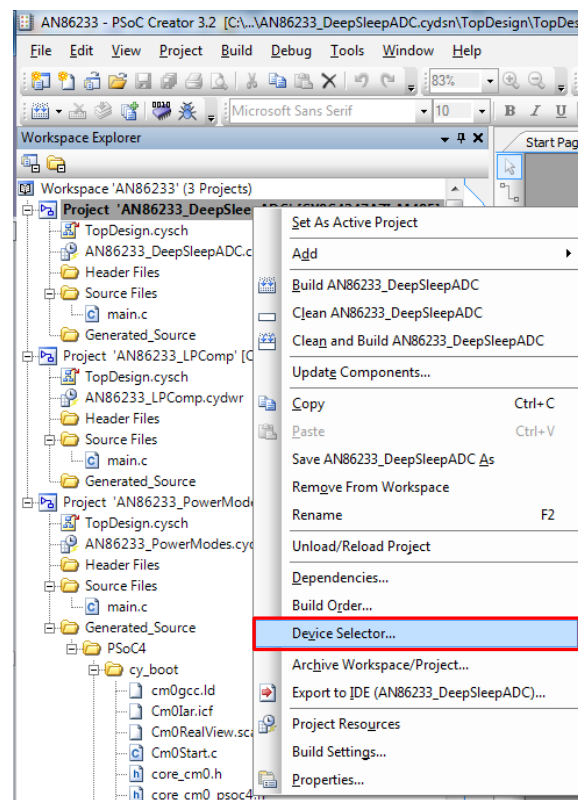 AN86233 - PSoC Creator 3.2 [C:\...\AN86233_DeepSleepADC.cydsn\TopDesign\TopDes
File Edit View Project Build Debug Tools Window Help
83%
Microsoft Sans Serif 10 B I U
Workspace Explorer
Start Pag
Workspace 'AN86233' (3 Projects)
Project 'AN86233_DeepSlee
TopDesign.cysch
AN86233_DeepSleepADC.c
Header Files
Source Files
main.c
Generated_Source
Project 'AN86233_LPComp' [C
TopDesign.cysch
AN86233_LPComp.cydwr
Header Files
Source Files
main.c
Generated_Source
Project 'AN86233_PowerMode
TopDesign.cysch
AN86233_PowerModes.cyd
Header Files
Source Files
main.c
Generated_Source
PSoC4
cy_boot
cm0gcc.ld
Cm0Iar.icf
Cm0RealView.sca
Cm0Start.c
core_cm0.h
core_cm0_psoc4.h
Set As Active Project
Add
Build AN86233_DeepSleepADC
Clean AN86233_DeepSleepADC
Clean and Build AN86233_DeepSleepADC
Update Components...
Copy Ctrl+C
Paste Ctrl+V
Save AN86233_DeepSleepADC As
Remove From Workspace
Rename F2
Unload/Reload Project
Dependencies...
Build Order...
Device Selector...
Archive Workspace/Project...
Export to IDE (AN86233_DeepSleepADC)...
Project Resources
Build Settings...
Properties...